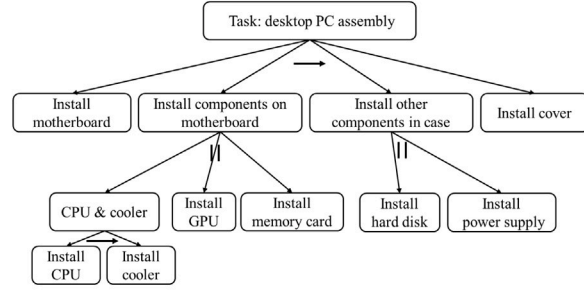 Task: desktop PC assembly
Install
motherboard
Install components on
motherboard
Install other
components in case
Install cover
CPU & cooler
Install
GPU
Install
memory card
Install
hard disk
Install
power supply
Install
CPU
Install
cooler